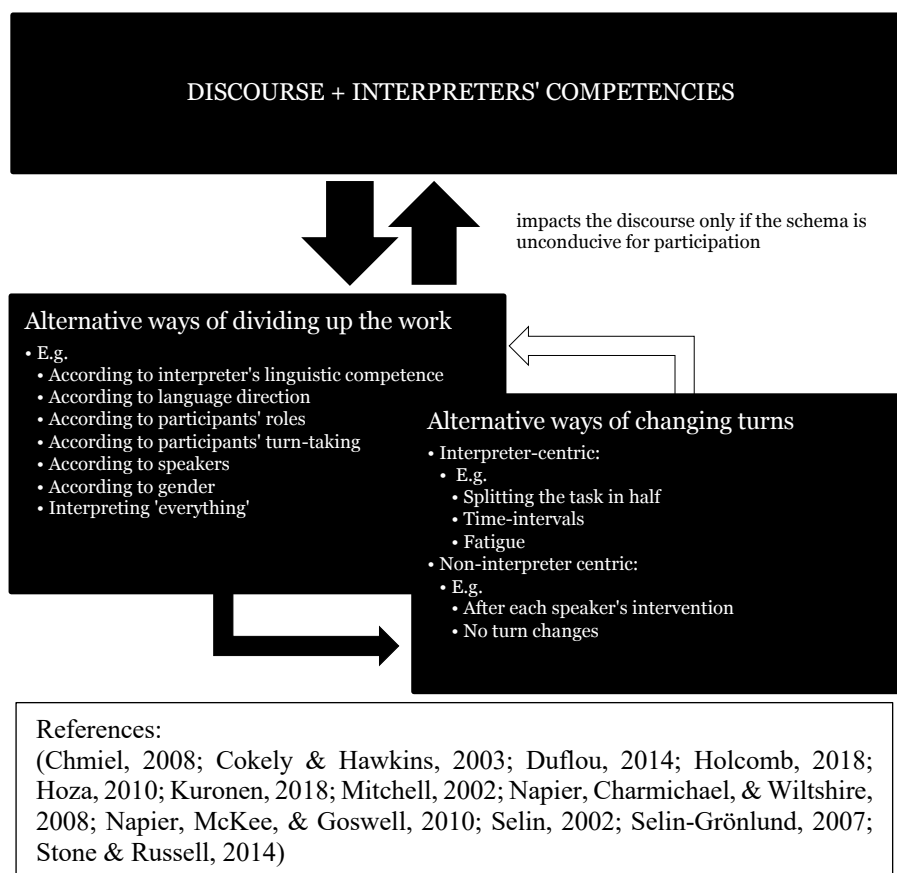 DISCOURSE + INTERPRETERS' COMPETENCIES
impacts the discourse only if the schema is
unconducive for participation
Alternative ways of dividing up the work
• E.g.
• According to interpreter's linguistic competence
• According to language direction
• According to participants' roles
• According to participants' turn-taking
• According to speakers
• According to gender
• Interpreting 'everything'
Alternative ways of changing turns
• Interpreter-centric:
• E.g.
• Splitting the task in half
• Time-intervals
• Fatigue
• Non-interpreter centric:
• E.g.
• After each speaker's intervention
• No turn changes
References:
(Chmiel, 2008; Cokely & Hawkins, 2003; Duflou, 2014; Holcomb, 2018;
Hoza, 2010; Kuronen, 2018; Mitchell, 2002; Napier, Charmichael, & Wiltshire,
2008; Napier, McKee, & Goswell, 2010; Selin, 2002; Selin-Grönlund, 2007;
Stone & Russell, 2014)